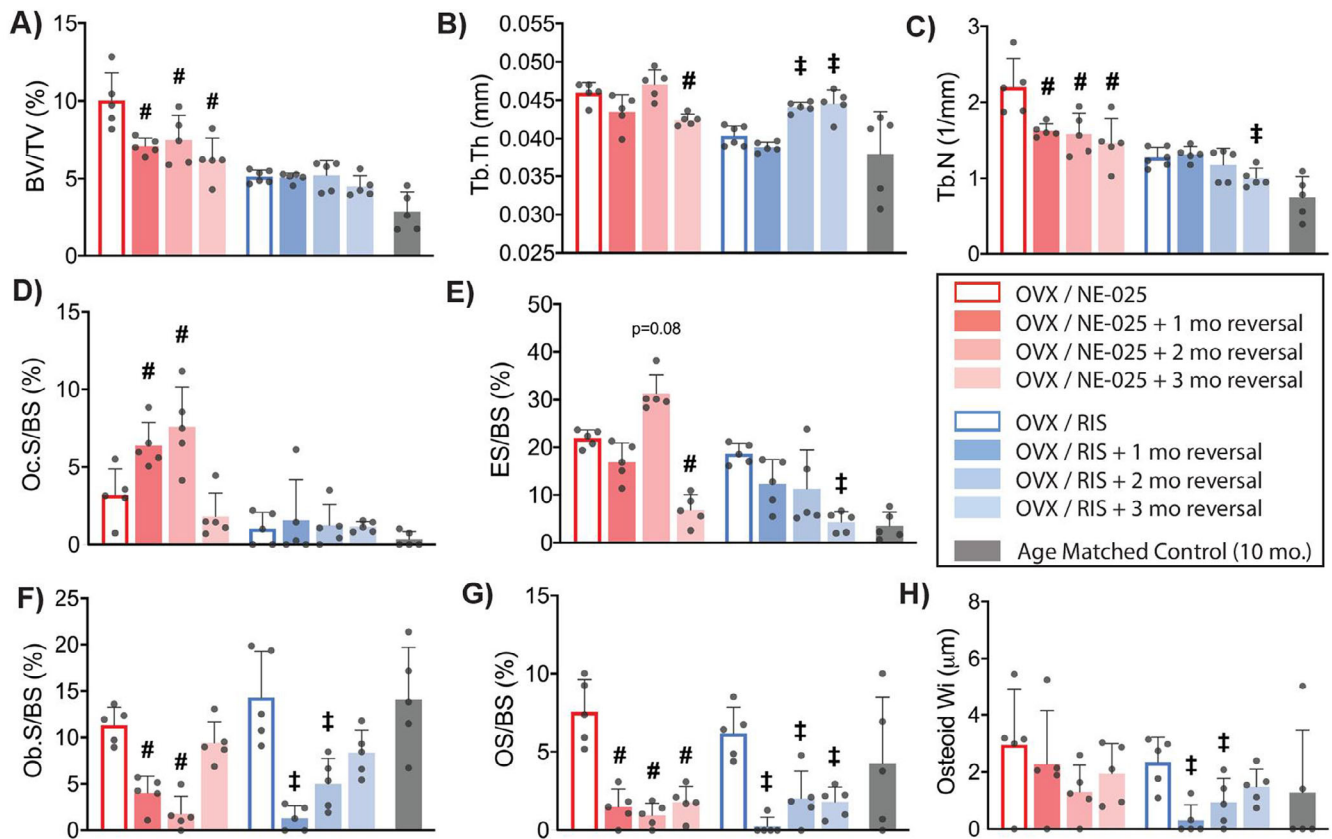 A)
BV/TV (%)
15
10
5
0
# # #
B)
Tb.Th (mm)
0.055
0.050
0.045
0.040
0.035
0.030
0.025
# ‡ ‡
C)
Tb.N (1/mm)
3
2
1
0
# # # ‡
D)
Oc.S/BS (%)
15
10
5
0
# #
E)
ES/BS (%)
50
40
30
20
10
0
p=0.08
# ‡
OVX / NE-025
OVX / NE-025 + 1 mo reversal
OVX / NE-025 + 2 mo reversal
OVX / NE-025 + 3 mo reversal
OVX / RIS
OVX / RIS + 1 mo reversal
OVX / RIS + 2 mo reversal
OVX / RIS + 3 mo reversal
Age Matched Control (10 mo.)
F)
Ob.S/BS (%)
25
20
15
10
5
0
# # ‡ ‡
G)
OS/BS (%)
15
10
5
0
# # # ‡ ‡ ‡
H)
Osteoid Wi (μm)
8
6
4
2
0
‡ ‡